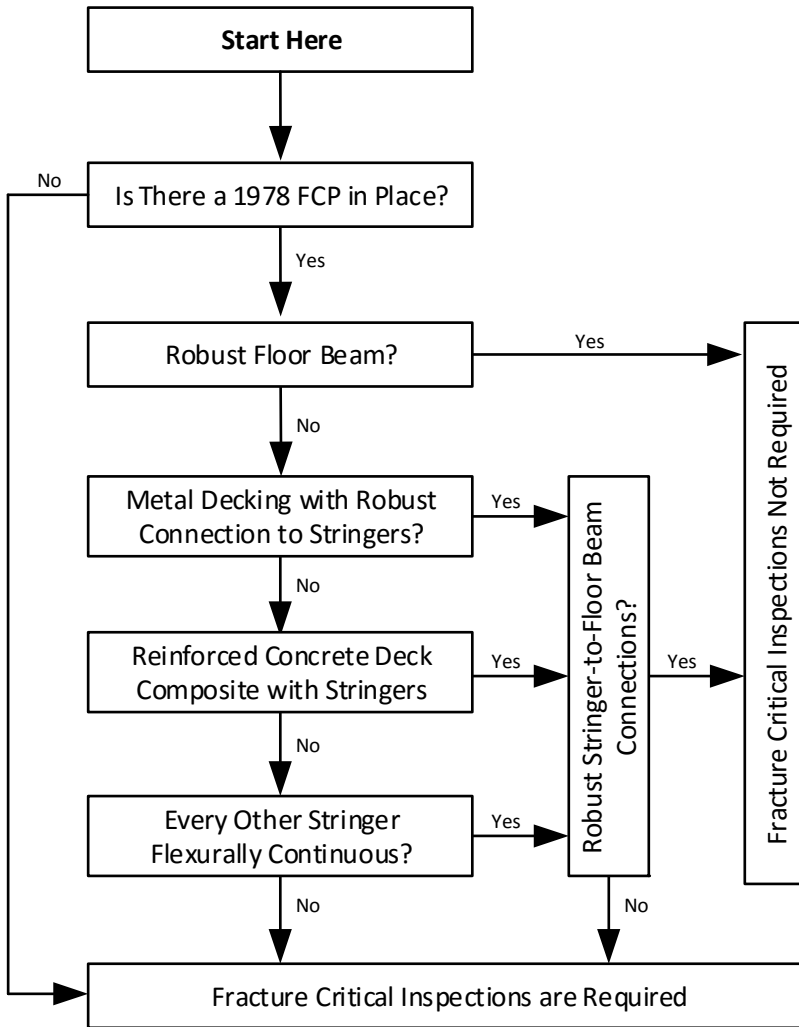 Start Here
No
Is There a 1978 FCP in Place?
Yes
Robust Floor Beam?
Yes
No
Metal Decking with Robust
Connection to Stringers?
Yes
No
Reinforced Concrete Deck
Composite with Stringers
Yes
No
Every Other Stringer
Flexurally Continuous?
Yes
No
Robust Stringer-to-Floor Beam
Connections?
Yes
No
Fracture Critical Inspections Not Required
Fracture Critical Inspections are Required